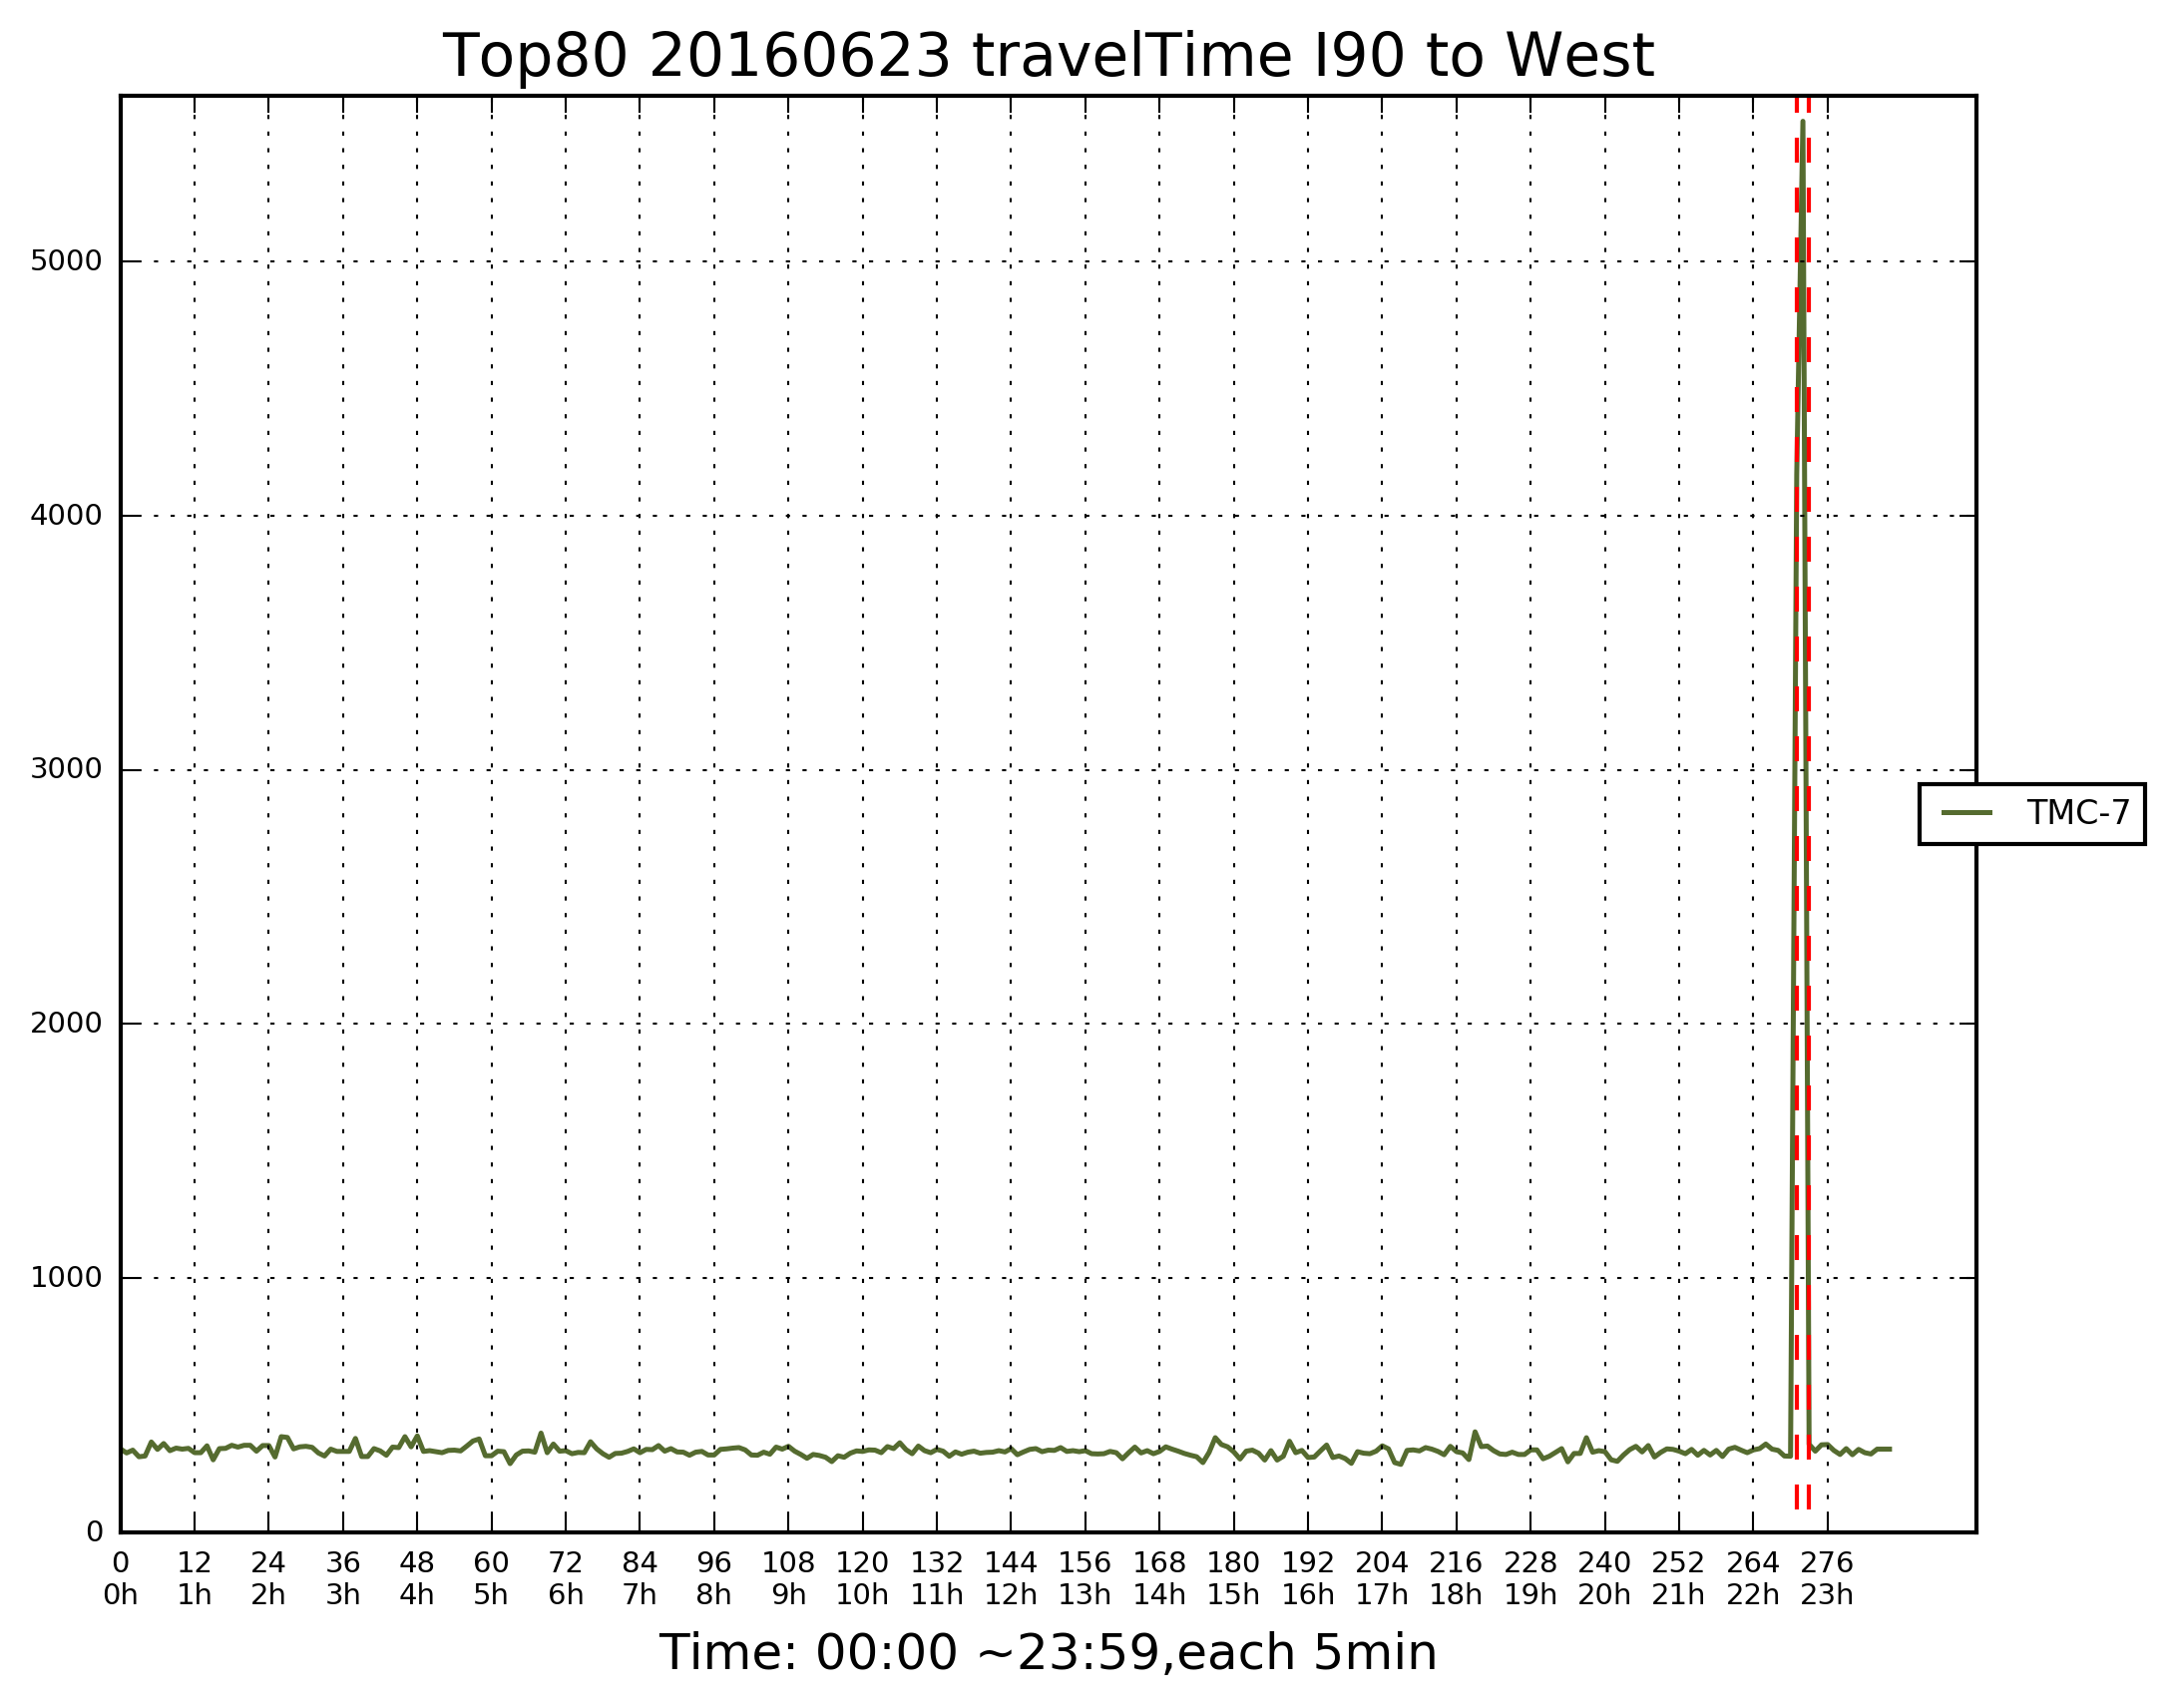 Top80 20160623 travelTime I90 to West
5000
4000
3000
TMC-7
2000
1000
0
0 12 24 36 48 60 72 84 96 108 120 132 144 156 168 180 192 204 216 228 240 252 264 276
0h 1h 2h 3h 4h 5h 6h 7h 8h 9h 10h 11h 12h 13h 14h 15h 16h 17h 18h 19h 20h 21h 22h 23h
Time: 00:00 ~23:59,each 5min